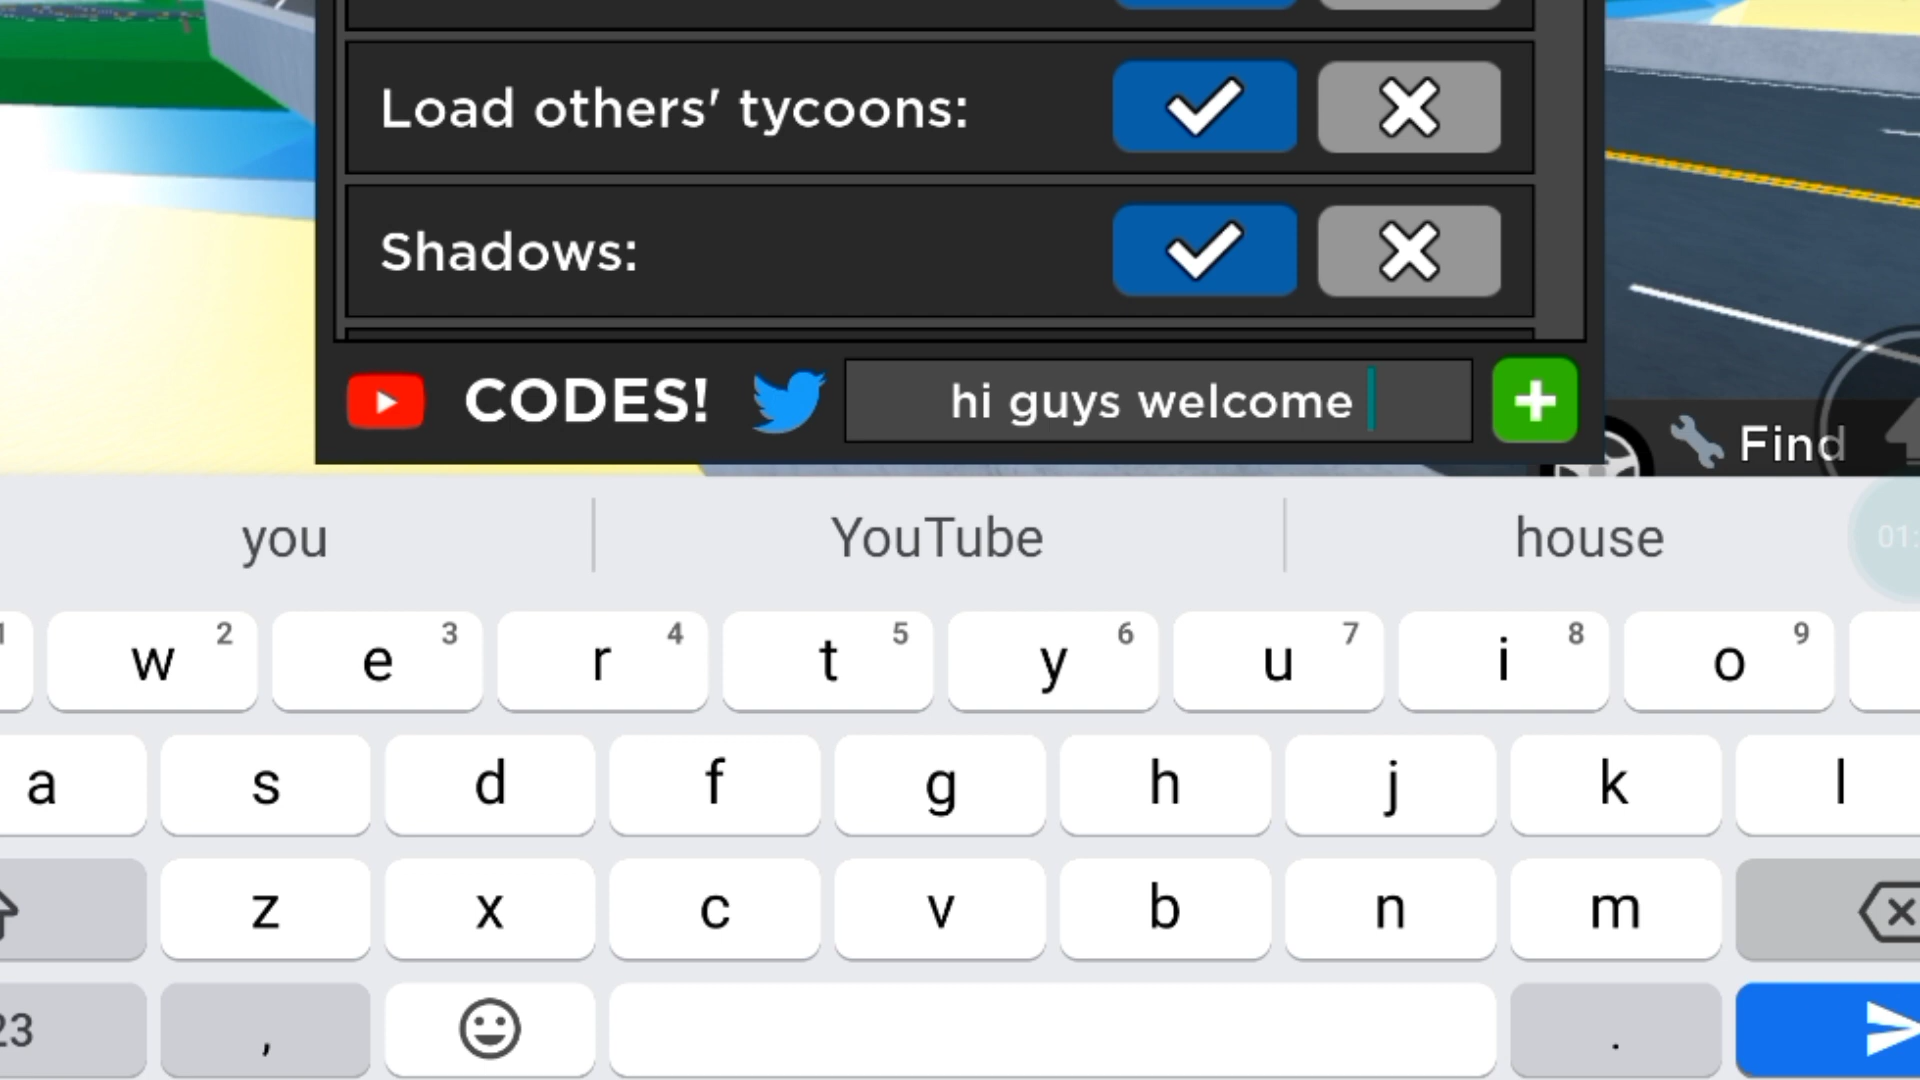 Load others' tycoons:
Shadows:
CODES! hi guys welcome
Find
you YouTube house
01:
1 w 2 e 3 r 4 t 5 y 6 u 7 i 8 o 9
a s d f g h j k l
z x c v b n m
23 , .